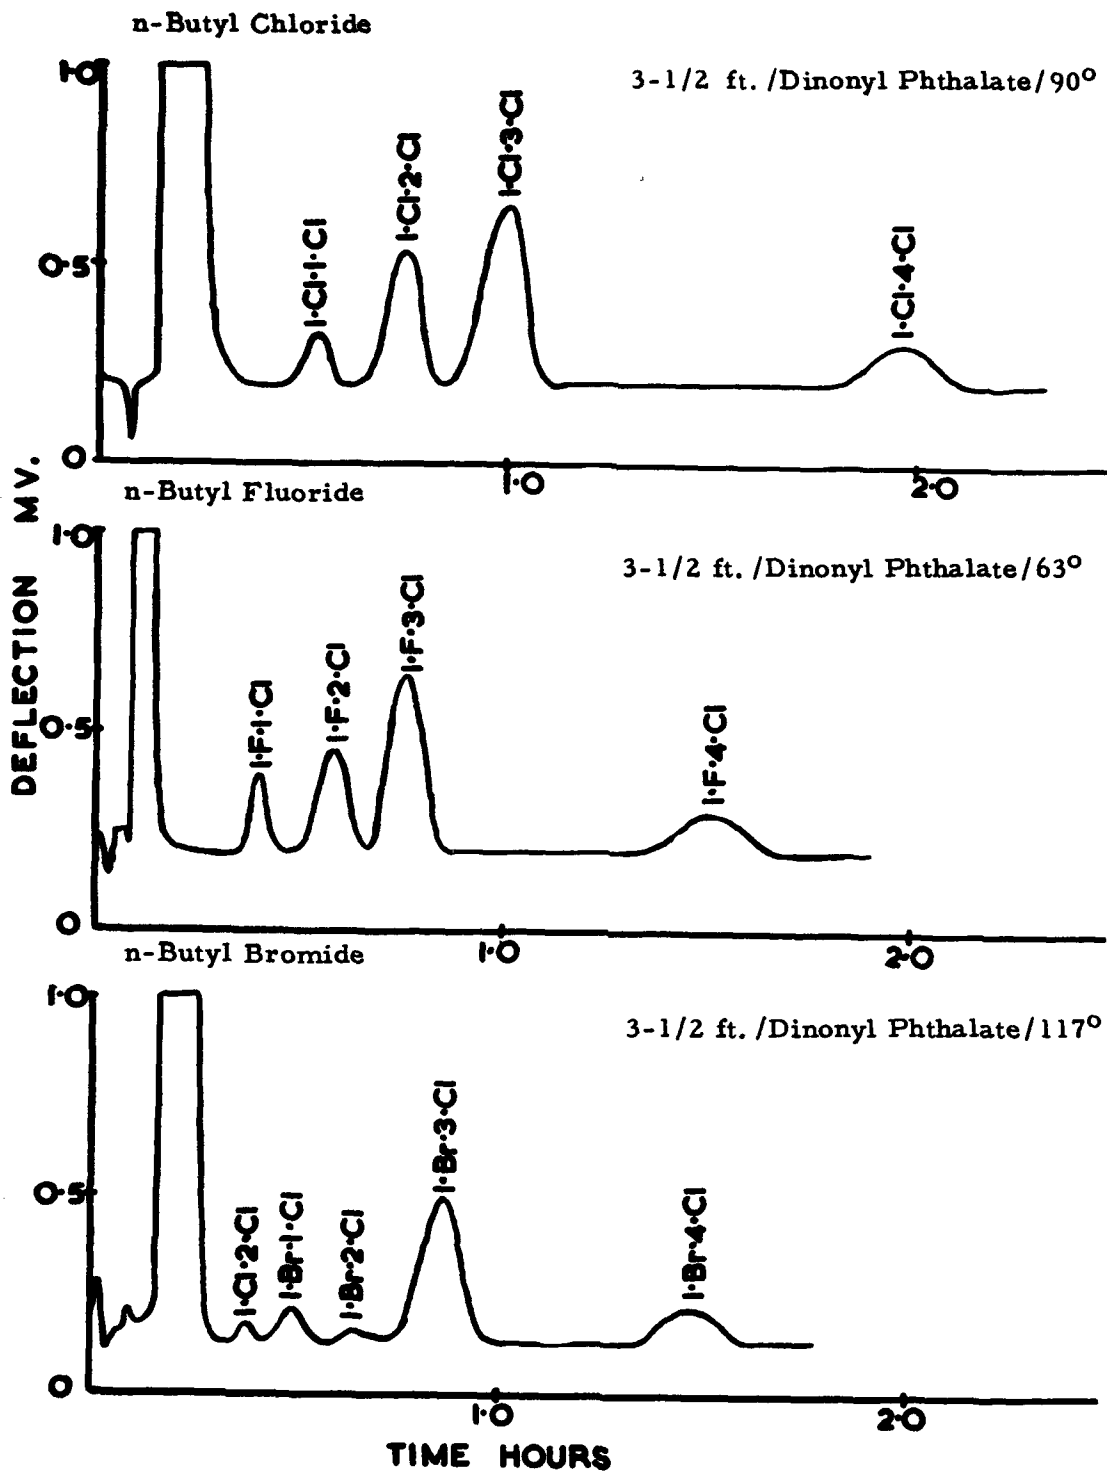 n-Butyl Chloride
3-1/2 ft. /Dinonyl Phthalate/90°
1·0
0·5
0
1·Cl·1·Cl
1·Cl·2·Cl
1·Cl·3·Cl
1·Cl·4·Cl
1·0
2·0
DEFLECTION MV.
n-Butyl Fluoride
3-1/2 ft. /Dinonyl Phthalate/63°
1·0
0·5
0
1·F·1·Cl
1·F·2·Cl
1·F·3·Cl
1·F·4·Cl
1·0
2·0
n-Butyl Bromide
3-1/2 ft. /Dinonyl Phthalate/117°
1·0
0·5
0
1·Cl·2·Cl
1·Br·1·Cl
1·Br·2·Cl
1·Br·3·Cl
1·Br·4·Cl
1·0
2·0
TIME HOURS